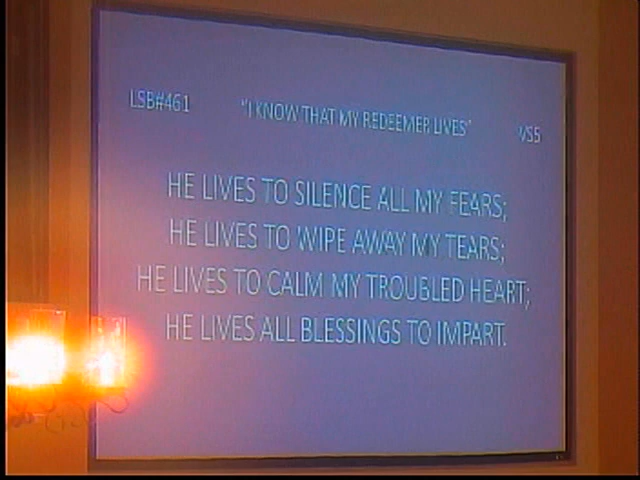 LSB#461 "I KNOW THAT MY REDEEMER LIVES" VS5
HE LIVES TO SILENCE ALL MY FEARS;
HE LIVES TO WIPE AWAY MY TEARS;
HE LIVES TO CALM MY TROUBLED HEART;
HE LIVES ALL BLESSINGS TO IMPART.